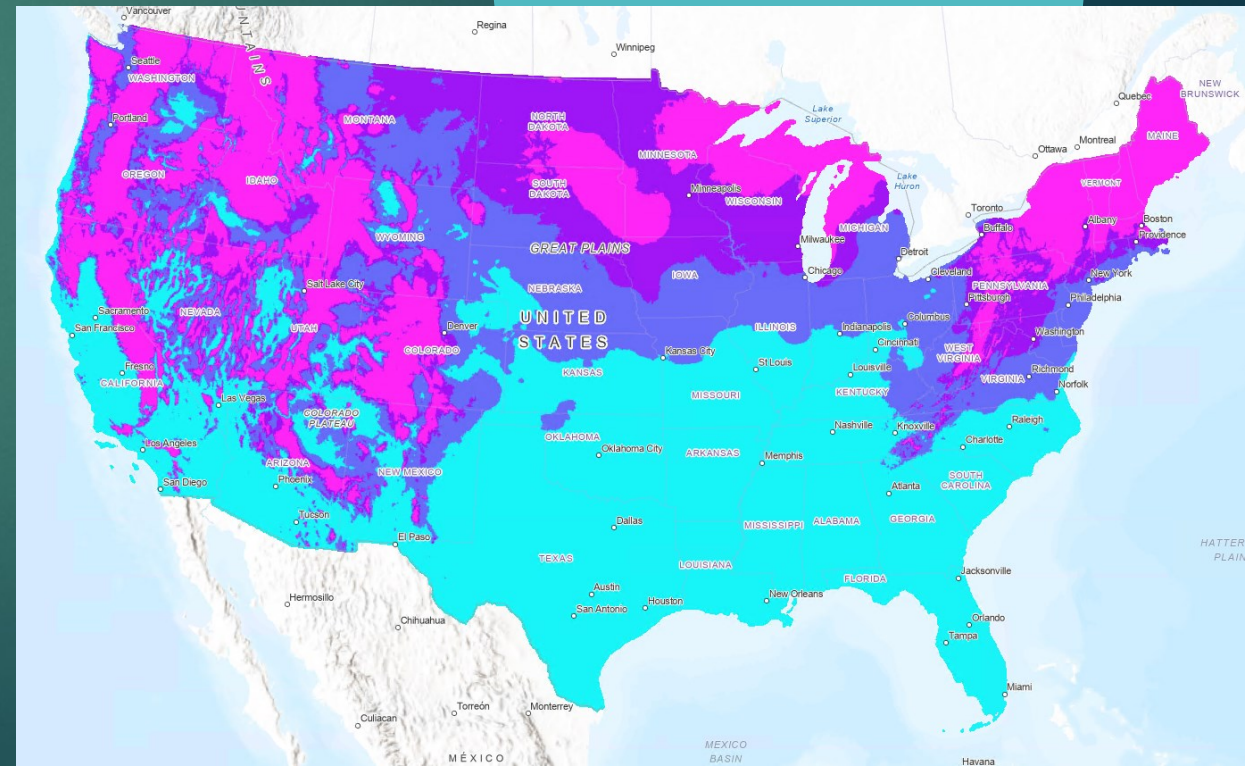 Vancouver
UNTAINS
Regina
Winnipeg
Seattle
WASHINGTON
Portland
OREGON
IDAHO
MONTANA
NORTH
DAKOTA
MINNESOTA
Lake
Superior
Quebec
NEW
BRUNSWICK
Ottawa
Montreal
MAINE
VERMONT
SOUTH
DAKOTA
Minneapolis
WISCONSIN
Lake
Huron
MICHIGAN
Toronto
Buffalo
Albany
Boston
Providence
WYOMING
GREAT PLAINS
Milwaukee
Detroit
Chicago
Cleveland
New York
IOWA
NEBRASKA
PENNSYLVANIA
Pittsburgh
Philadelphia
Salt Lake City
Sacramento
San Francisco
NEVADA
UTAH
Denver
COLORADO
UNITED
STATES
ILLINOIS
Indianapolis
Columbus
Cincinnati
Washington
WEST
VIRGINIA
Kansas City
St Louis
Louisville
Richmond
VIRGINIA
Norfolk
Fresno
CALIFORNIA
Las Vegas
KANSAS
MISSOURI
KENTUCKY
COLORADO
PLATEAU
Nashville
Knoxville
Raleigh
Charlotte
Los Angeles
OKLAHOMA
Oklahoma City
ARKANSAS
Memphis
ARIZONA
Phoenix
NEW MEXICO
San Diego
SOUTH
CAROLINA
Atlanta
Tucson
El Paso
Dallas
MISSISSIPPI
ALABAMA
GEORGIA
HATTER
PLAIN
TEXAS
LOUISIANA
FLORIDA
Jacksonville
Hermosillo
Austin
San Antonio
Houston
New Orleans
Chihuahua
Orlando
Tampa
Miami
Culiacan
Torreón
Monterrey
MEXICO
BASIN
MÉXICO
Havana